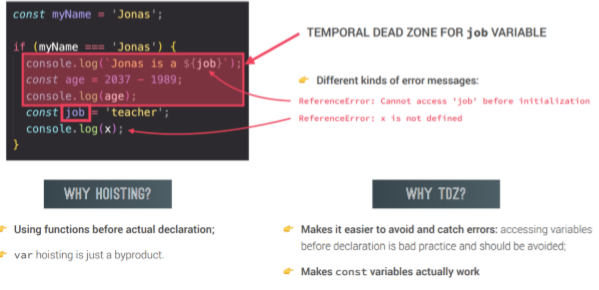 const myName = 'Jonas';
if (myName === 'Jonas') {
console.log(`Jonas is a ${job}`);
const age = 2037 - 1989;
console.log(age);
const job = 'teacher';
console.log(x);
}
TEMPORAL DEAD ZONE FOR job VARIABLE
Different kinds of error messages:
ReferenceError: Cannot access 'job' before initialization
ReferenceError: x is not defined
WHY HOISTING?
Using functions before actual declaration;
var hoisting is just a byproduct.
WHY TDZ?
Makes it easier to avoid and catch errors: accessing variables
before declaration is bad practice and should be avoided;
Makes const variables actually work